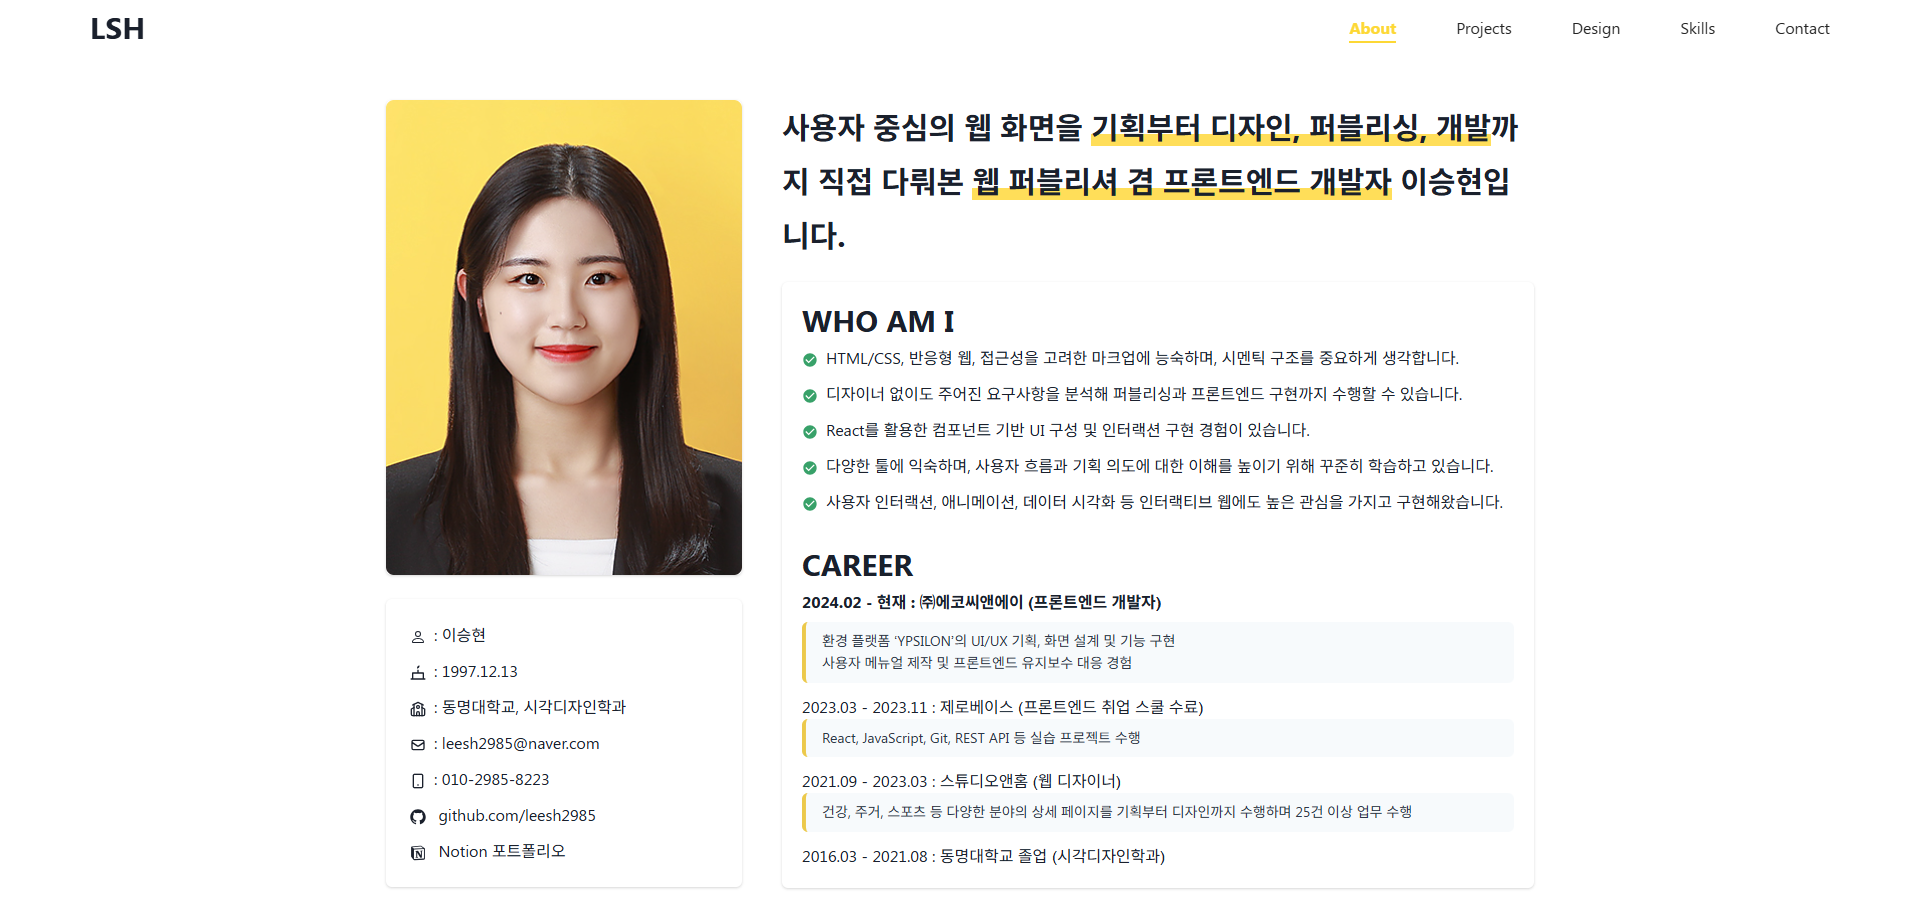 LSH
About
Projects
Design
Skills
Contact
사용자 중심의 웹 화면을 기획부터 디자인, 퍼블리싱, 개발까
지 직접 다뤄본 웹 퍼블리셔 겸 프론트엔드 개발자 이승현입
니다.
: 이승현
: 1997.12.13
: 동명대학교, 시각디자인학과
: leesh2985@naver.com
: 010-2985-8223
github.com/leesh2985
Notion 포트폴리오
WHO AM I
HTML/CSS, 반응형 웹, 접근성을 고려한 마크업에 능숙하며, 시멘틱 구조를 중요하게 생각합니다.
디자이너 없이도 주어진 요구사항을 분석해 퍼블리싱과 프론트엔드 구현까지 수행할 수 있습니다.
React를 활용한 컴포넌트 기반 UI 구성 및 인터랙션 구현 경험이 있습니다.
다양한 툴에 익숙하며, 사용자 흐름과 기획 의도에 대한 이해를 높이기 위해 꾸준히 학습하고 있습니다.
사용자 인터랙션, 애니메이션, 데이터 시각화 등 인터랙티브 웹에도 높은 관심을 가지고 구현해왔습니다.
CAREER
2024.02 - 현재 : ㈜에코씨앤에이 (프론트엔드 개발자)
환경 플랫폼 ‘YPSILON’의 UI/UX 기획, 화면 설계 및 기능 구현
사용자 메뉴얼 제작 및 프론트엔드 유지보수 대응 경험
2023.03 - 2023.11 : 제로베이스 (프론트엔드 취업 스쿨 수료)
React, JavaScript, Git, REST API 등 실습 프로젝트 수행
2021.09 - 2023.03 : 스튜디오앤홈 (웹 디자이너)
건강, 주거, 스포츠 등 다양한 분야의 상세 페이지를 기획부터 디자인까지 수행하며 25건 이상 업무 수행
2016.03 - 2021.08 : 동명대학교 졸업 (시각디자인학과)